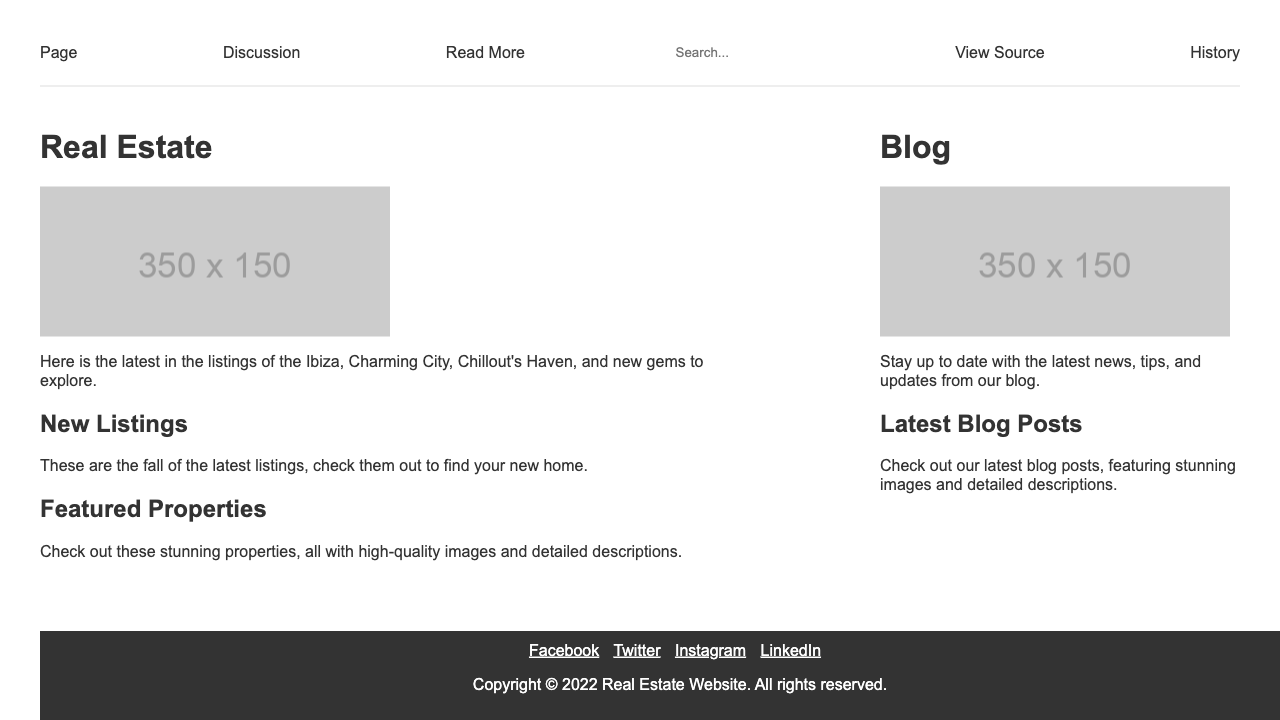 Page Discussion Read More Search... View Source History
Real Estate
350 x 150
Here is the latest in the listings of the Ibiza, Charming City, Chillout's Haven, and new gems to
explore.
New Listings
These are the fall of the latest listings, check them out to find your new home.
Featured Properties
Check out these stunning properties, all with high-quality images and detailed descriptions.
Blog
350 x 150
Stay up to date with the latest news, tips, and
updates from our blog.
Latest Blog Posts
Check out our latest blog posts, featuring stunning
images and detailed descriptions.
Facebook Twitter Instagram LinkedIn
Copyright © 2022 Real Estate Website. All rights reserved.